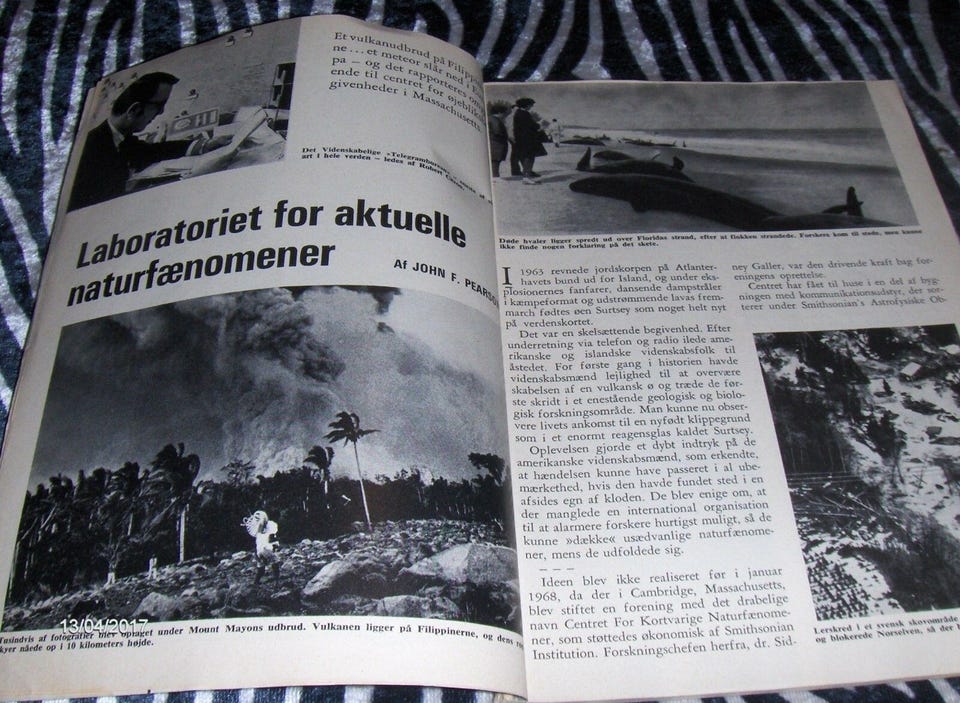 Et vulkanudbrud på Filippi
ne ... et meteor slår ned i
pa – og det rapporteres
ende til centret for øjeblik
givenheder i Massachusetts.
Det Videnskabelige »Telegrambureau«
art i hele verden – ledes af Robert
Laboratoriet for aktuelle
naturfænomener
Af JOHN F. PEARSO
13/04/2017
Tusindvis af fotografier blev optaget under Mount Mayons udbrud. Vulkanen ligger på Filippinerne, og dens
skyer nåede op i 10 kilometers højde.
Døde hvaler ligger spredt ud over Floridas strand, efter at flokken strandede. Forskere kom til stede, men kunne
ikke finde nogen forklaring på det skete.
I 1963 revnede jordskorpen på Atlanter-
havets bund ud for Island, og under eks-
plosionernes fanfarer, dansende dampstråler
i kæmpeformat og udstrømmende lavas frem-
march fødtes øen Surtsey som noget helt nyt
på verdenskortet.
Det var en skelsættende begivenhed. Efter
underretning via telefon og radio ilede ame-
rikanske og islandske videnskabsfolk til
åstedet. For første gang i historien havde
videnskabsmænd lejlighed til at overvære
skabelsen af en vulkansk ø og træde de før-
ste skridt i et enestående geologisk og biolo-
gisk forskningsområde. Man kunne nu obser-
vere livets ankomst til en nyfødt klippegrund
som i et enormt reagensglas kaldet Surtsey.
Oplevelsen gjorde et dybt indtryk på de
amerikanske videnskabsmænd, som erkendte,
at hændelsen kunne have passeret i al ube-
mærkethed, hvis den havde fundet sted i en
afsides egn af kloden. De blev enige om, at
der manglede en international organisation
til at alarmere forskere hurtigst muligt, så de
kunne »dække« usædvanlige naturfænome-
ner, mens de udfoldede sig.
– – –
Ideen blev ikke realiseret før i januar
1968, da der i Cambridge, Massachusetts,
blev stiftet en forening med det drabelige
navn Centret For Kortvarige Naturfænome-
ner, som støttedes økonomisk af Smithsonian
Institution. Forskningschefen herfra, dr. Sid-
ney Galler, var den drivende kraft bag for-
eningens oprettelse.
Centret har fået til huse i en del af byg-
ningen med kommunikationsudstyr, der sor-
terer under Smithsonian's Astrofysiske Ob-
Lerskred i et svensk skovområde
og blokerede Norselven, så der